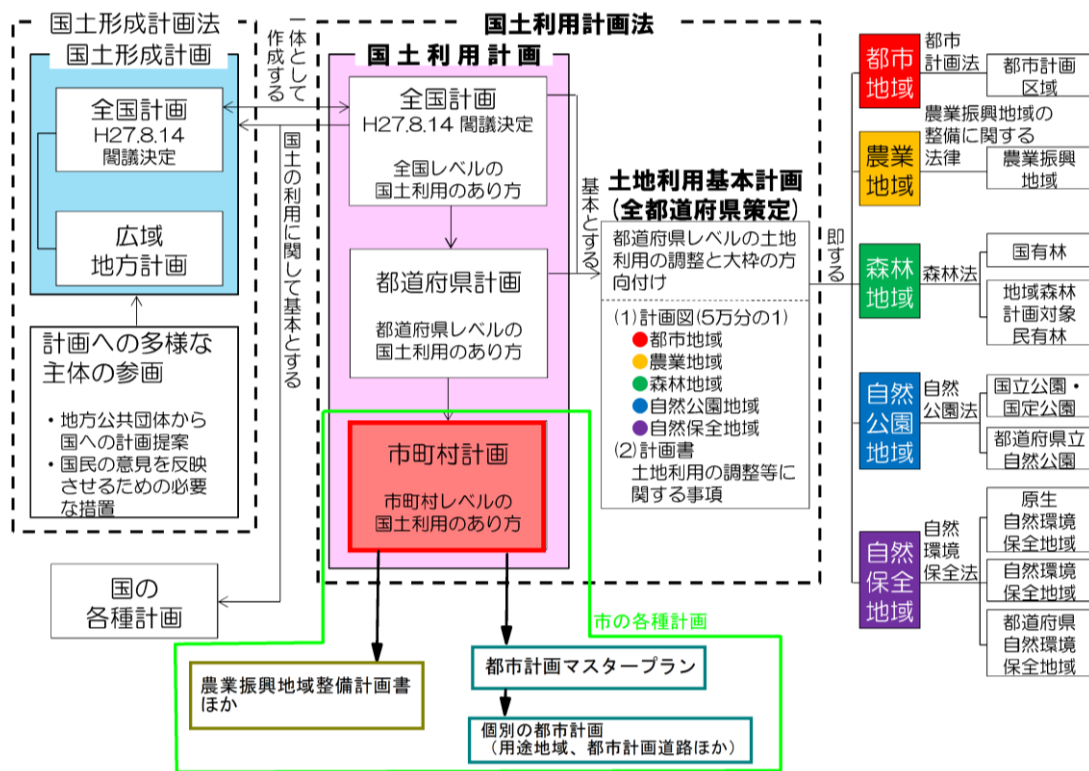 国土形成計画法
国土形成計画
全国計画
H27.8.14
閣議決定
広域
地方計画
計画への多様な
主体の参画
・地方公共団体から
国への計画提案
・国民の意見を反映
させるための必要
な措置
国の
各種計画
一体として
作成する
国土の利用に関して基本とする
国土利用計画法
国土利用計画
全国計画
H27.8.14 閣議決定
全国レベルの
国土利用のあり方
都道府県計画
都道府県レベルの
国土利用のあり方
市町村計画
市町村レベルの
国土利用のあり方
基本とする
土地利用基本計画
(全都道府県策定)
都道府県レベルの土地
利用の調整と大枠の方
向付け
(1)計画図(5万分の1)
都市地域
農業地域
森林地域
自然公園地域
自然保全地域
(2)計画書
土地利用の調整等に
関する事項
即する
市の各種計画
農業振興地域整備計画書
ほか
都市計画マスタープラン
個別の都市計画
(用途地域、都市計画道路ほか)
都市
地域
都市
計画法
都市計画
区域
農業
地域
農業振興地域の
整備に関する
法律
農業振興
地域
森林
地域
森林法
国有林
地域森林
計画対象
民有林
自然
公園
地域
自然
公園法
国立公園・
国定公園
都道府県立
自然公園
自然
保全
地域
自然
環境
保全法
原生
自然環境
保全地域
自然環境
保全地域
都道府県
自然環境
保全地域